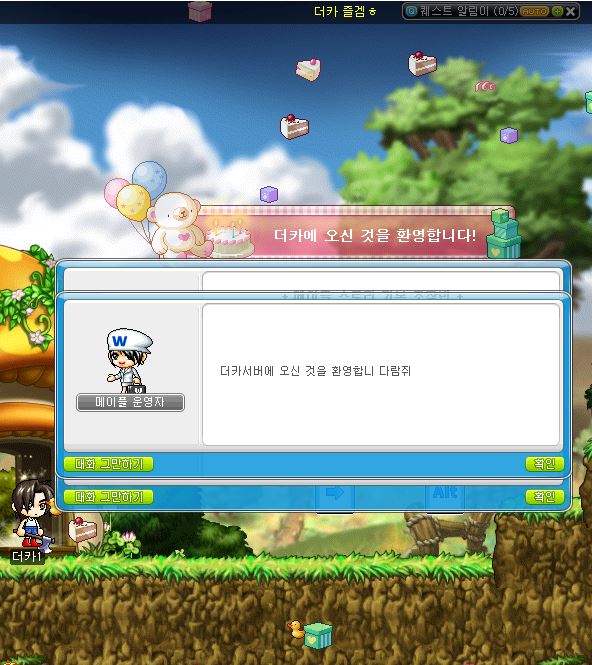 더카 즐겜ㅎ
퀘스트 알림이 (0/5) AUTO
더카에 오신 것을 환영합니다!
W
더카서버에 오신 것을 환영합니 다람쥐
메이플 운영자
대화 그만하기
확인
대화 그만하기
확인
Alt
더카1